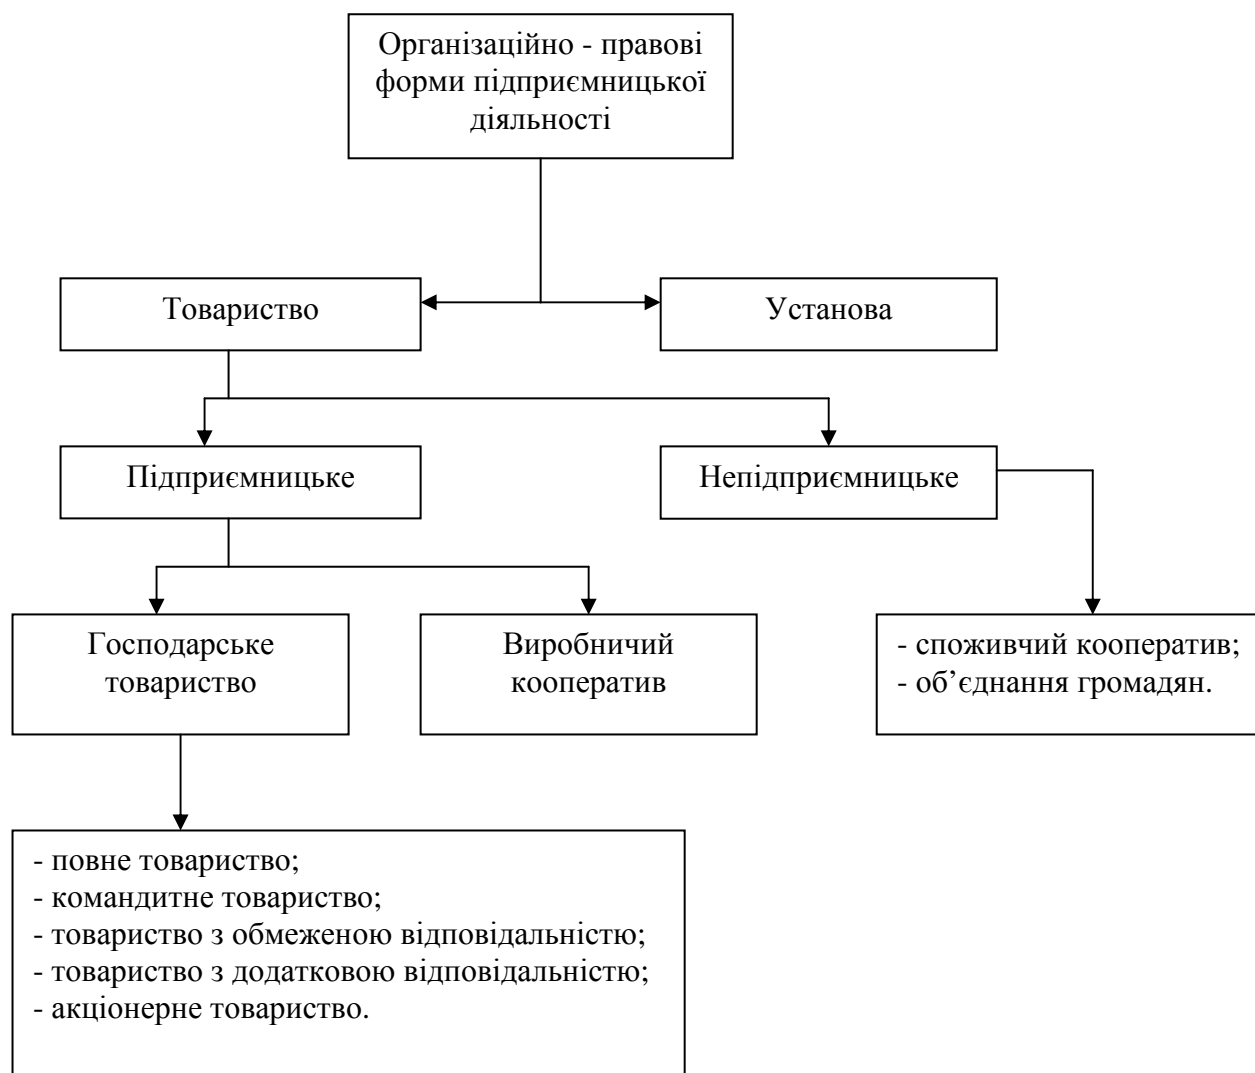 Організаційно - правові
форми підприємницької
діяльності
Товариство
Установа
Підприємницьке
Непідприємницьке
Господарське
товариство
Виробничий
кооператив
- споживчий кооператив;
- об’єднання громадян.
- повне товариство;
- командитне товариство;
- товариство з обмеженою відповідальністю;
- товариство з додатковою відповідальністю;
- акціонерне товариство.